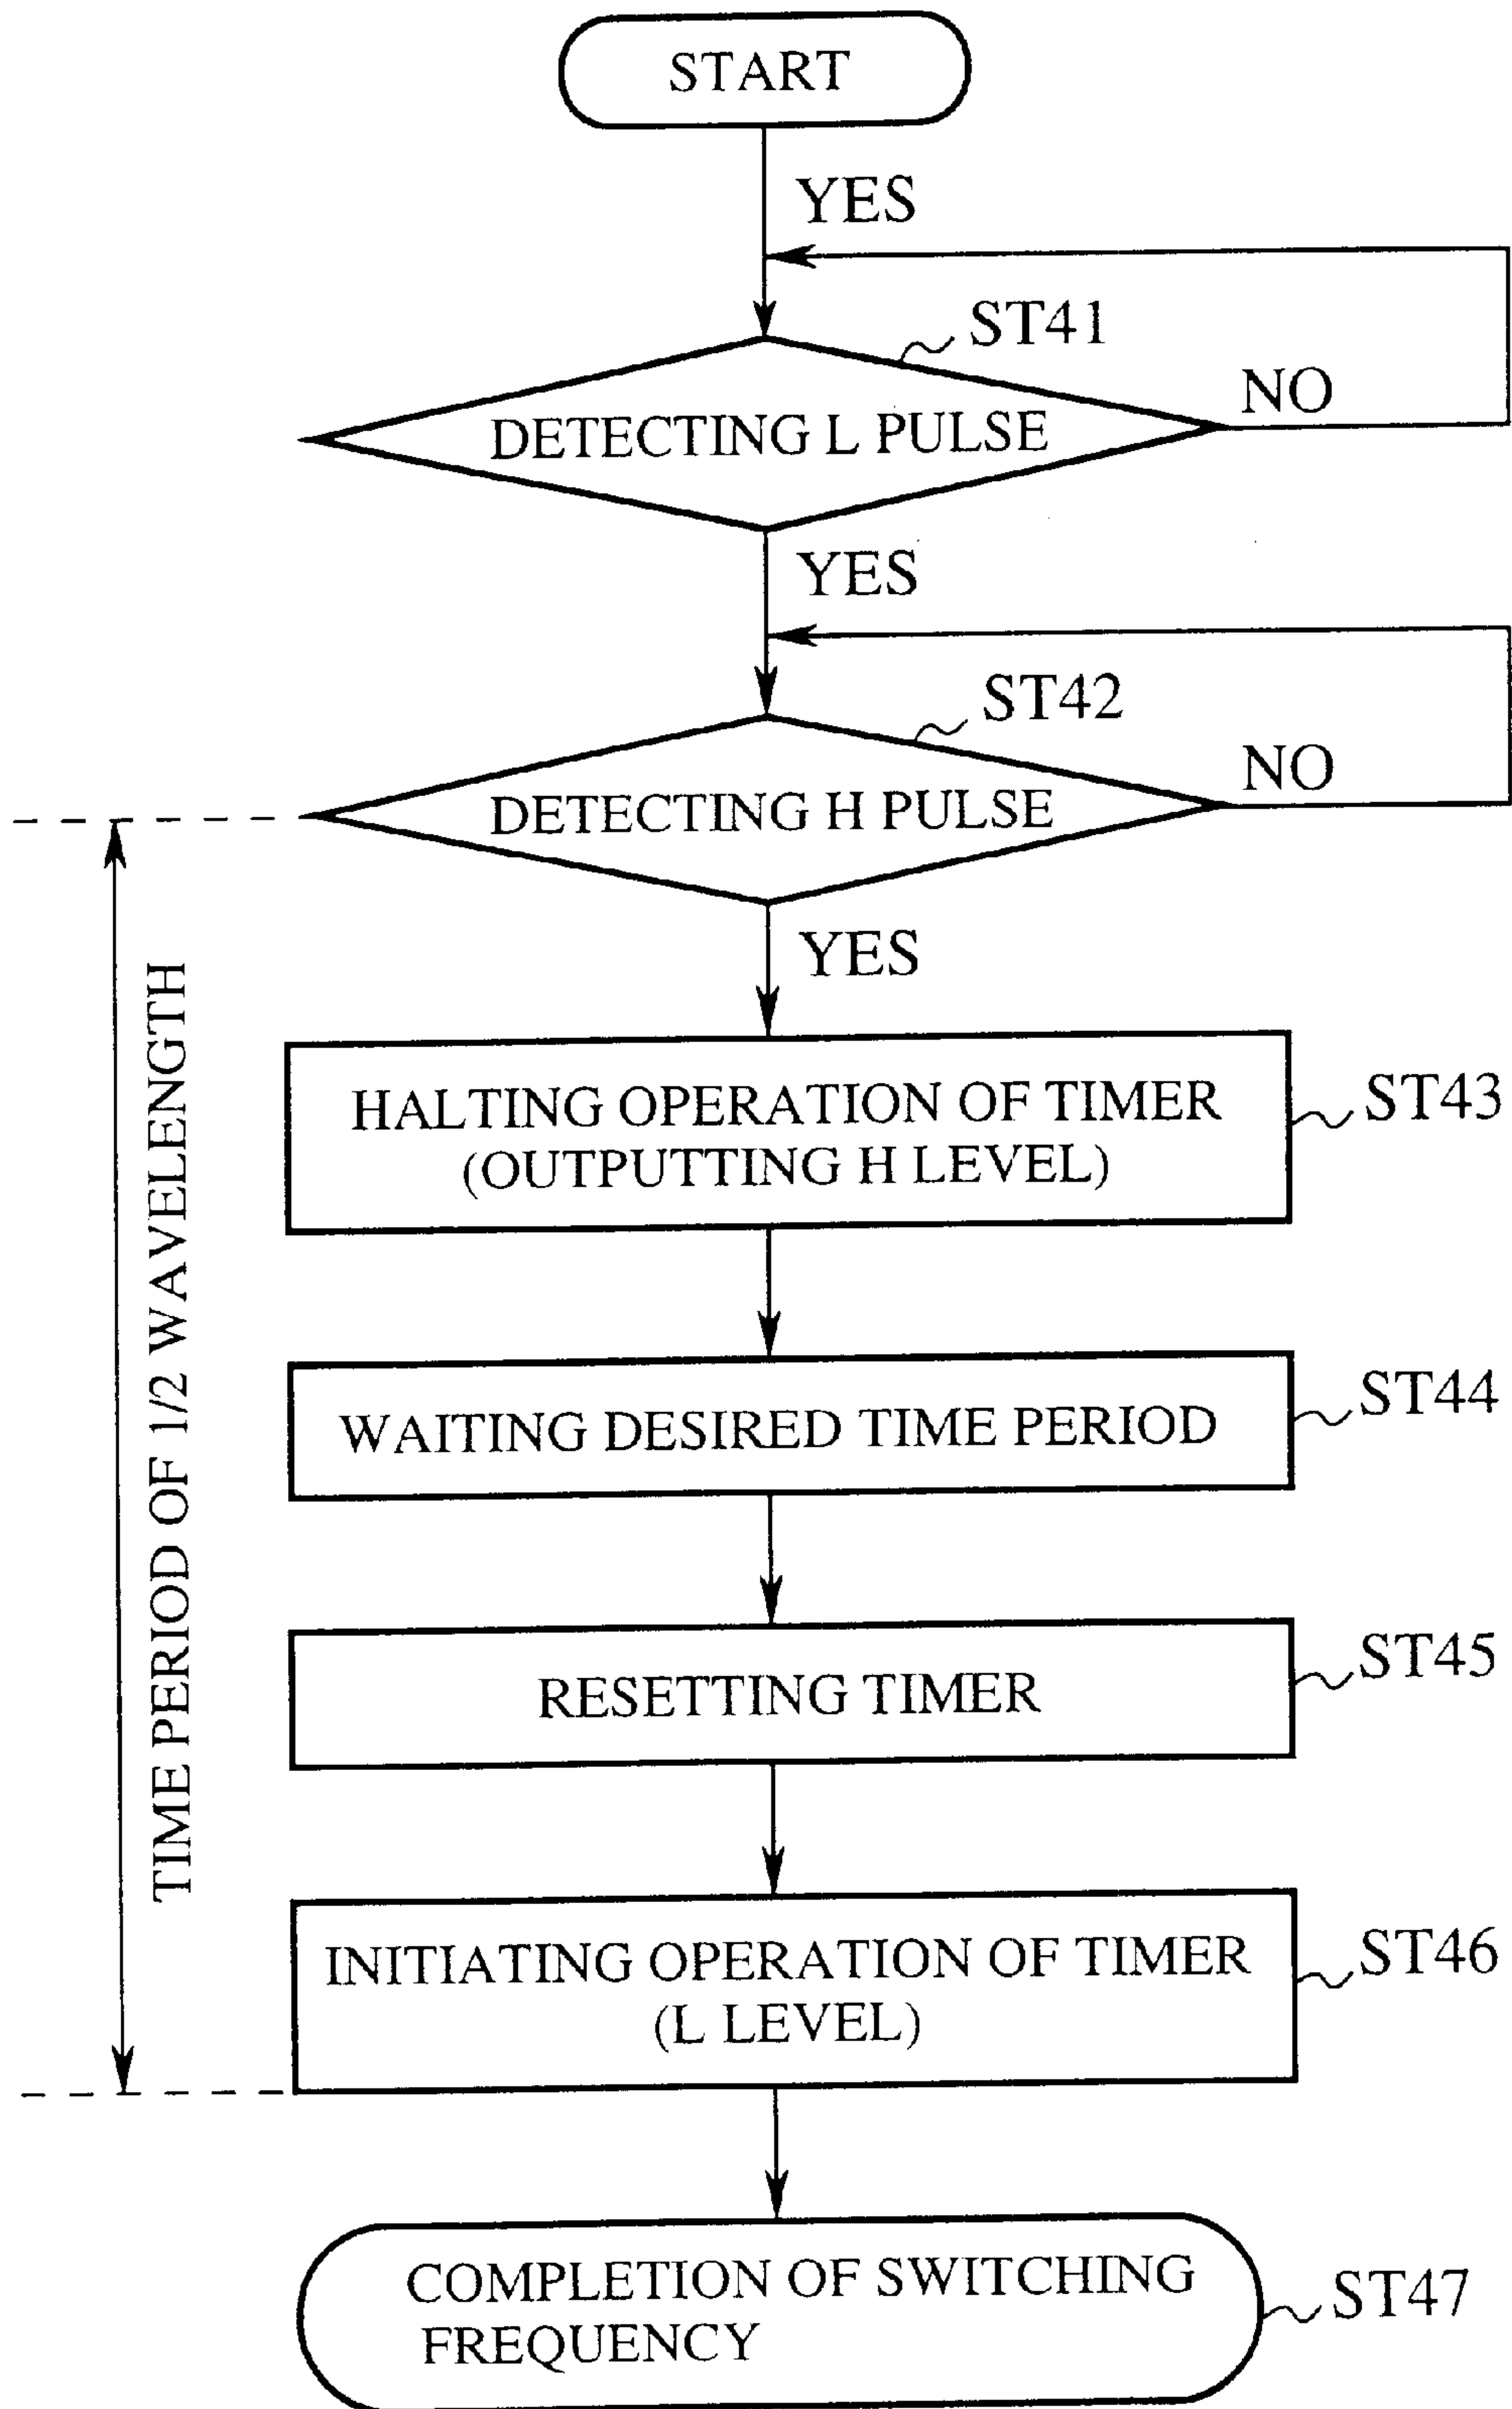 START
YES
ST41
NO
DETECTING L PULSE
YES
ST42
NO
DETECTING H PULSE
YES
TIME PERIOD OF 1/2 WAVELENGTH
HALTING OPERATION OF TIMER
(OUTPUTTING H LEVEL)
ST43
WAITING DESIRED TIME PERIOD
ST44
RESETTING TIMER
ST45
INITIATING OPERATION OF TIMER
(L LEVEL)
ST46
COMPLETION OF SWITCHING
FREQUENCY
ST47